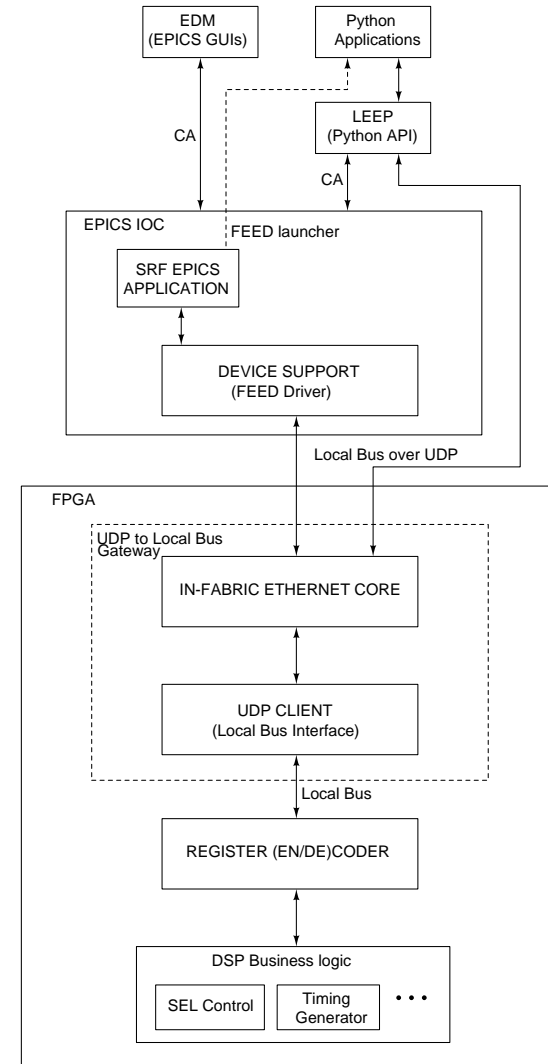 EDM
(EPICS GUIs)
Python
Applications
LEEP
(Python API)
CA
CA
EPICS IOC
FEED launcher
SRF EPICS
APPLICATION
DEVICE SUPPORT
(FEED Driver)
Local Bus over UDP
FPGA
UDP to Local Bus
Gateway
IN-FABRIC ETHERNET CORE
UDP CLIENT
(Local Bus Interface)
Local Bus
REGISTER (EN/DE)CODER
DSP Business logic
SEL Control
Timing
Generator
• • •